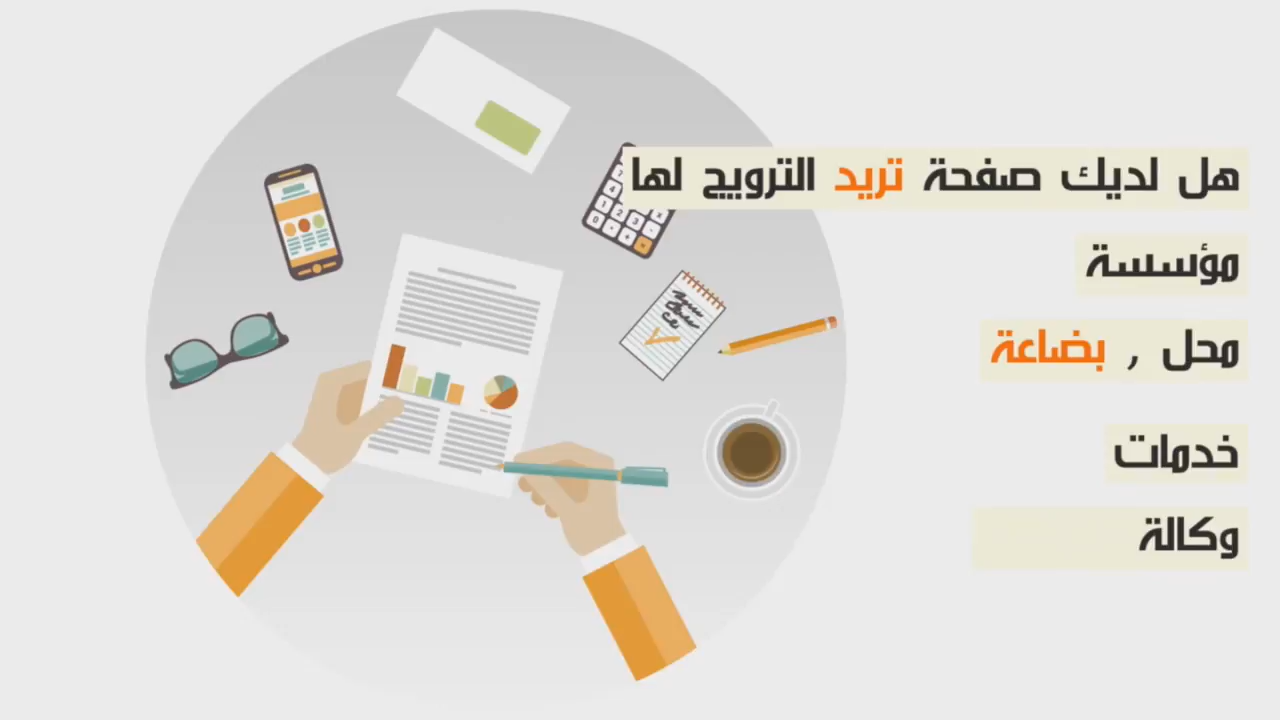 هل لديك صفحة تريد الترويج لها
مؤسسة
محل , بضاعة
خدمات
وكالة